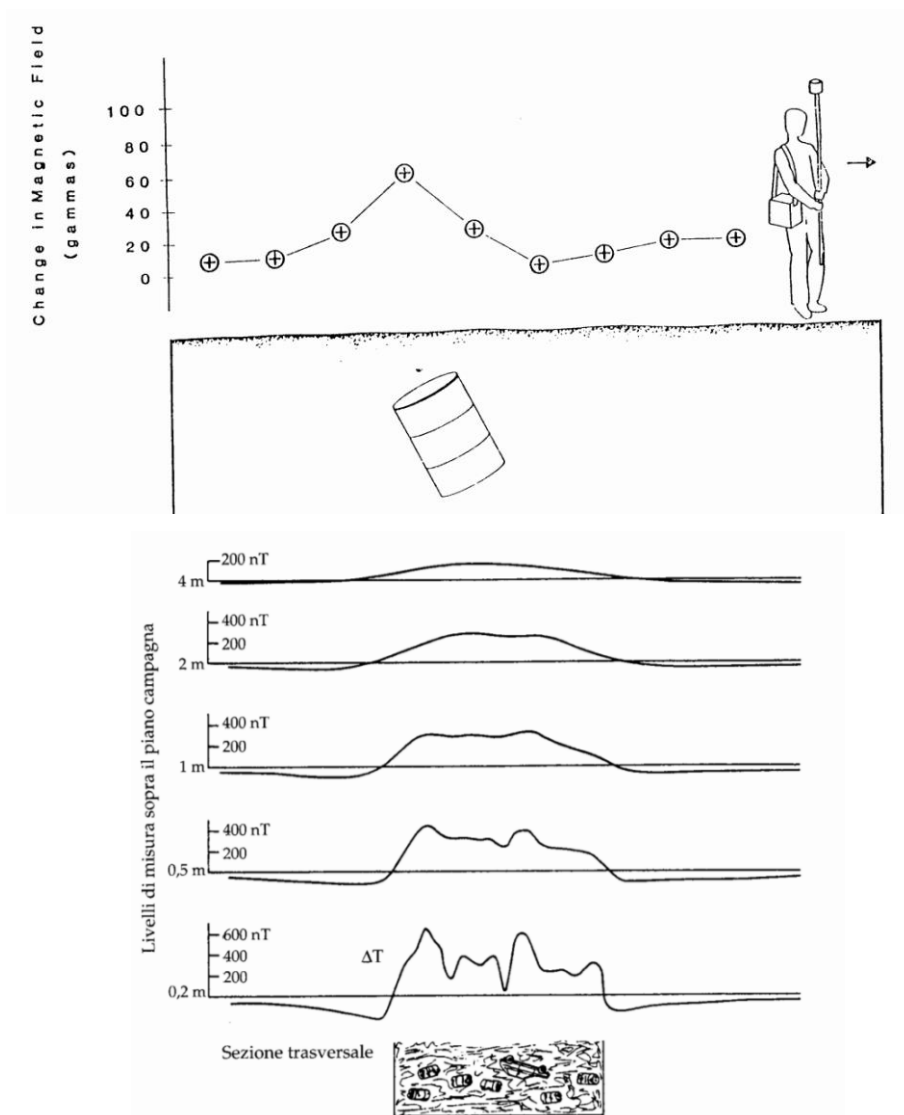 Change in Magnetic Field
(gammas)
100
80
60
40
20
0
200 nT
4 m
400 nT
200
2 m
400 nT
200
1 m
400 nT
200
0,5 m
600 nT
400
200
0,2 m
ΔT
Livelli di misura sopra il piano campagna
Sezione trasversale